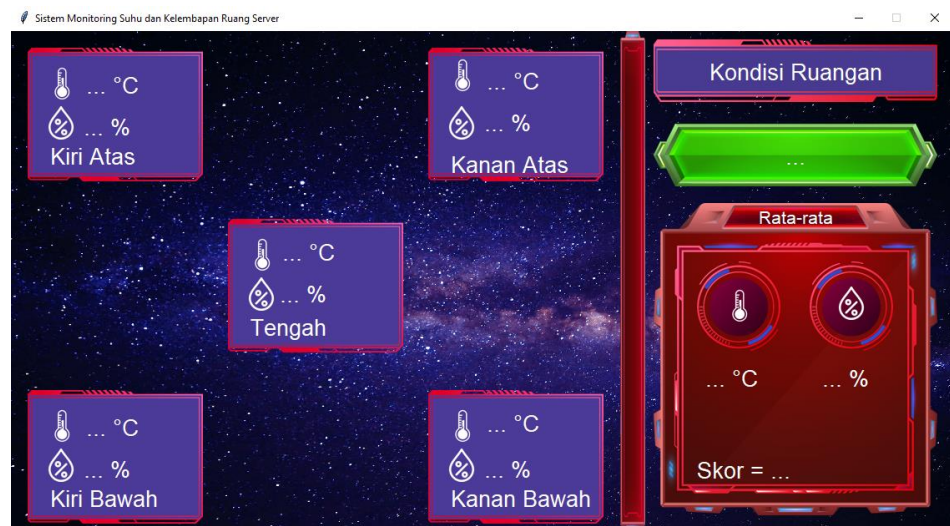 Sistem Monitoring Suhu dan Kelembapan Ruang Server
... °C
... %
Kiri Atas
... °C
... %
Kanan Atas
... °C
... %
Tengah
... °C
... %
Kiri Bawah
... °C
... %
Kanan Bawah
Kondisi Ruangan
...
Rata-rata
... °C
... %
Skor = ...